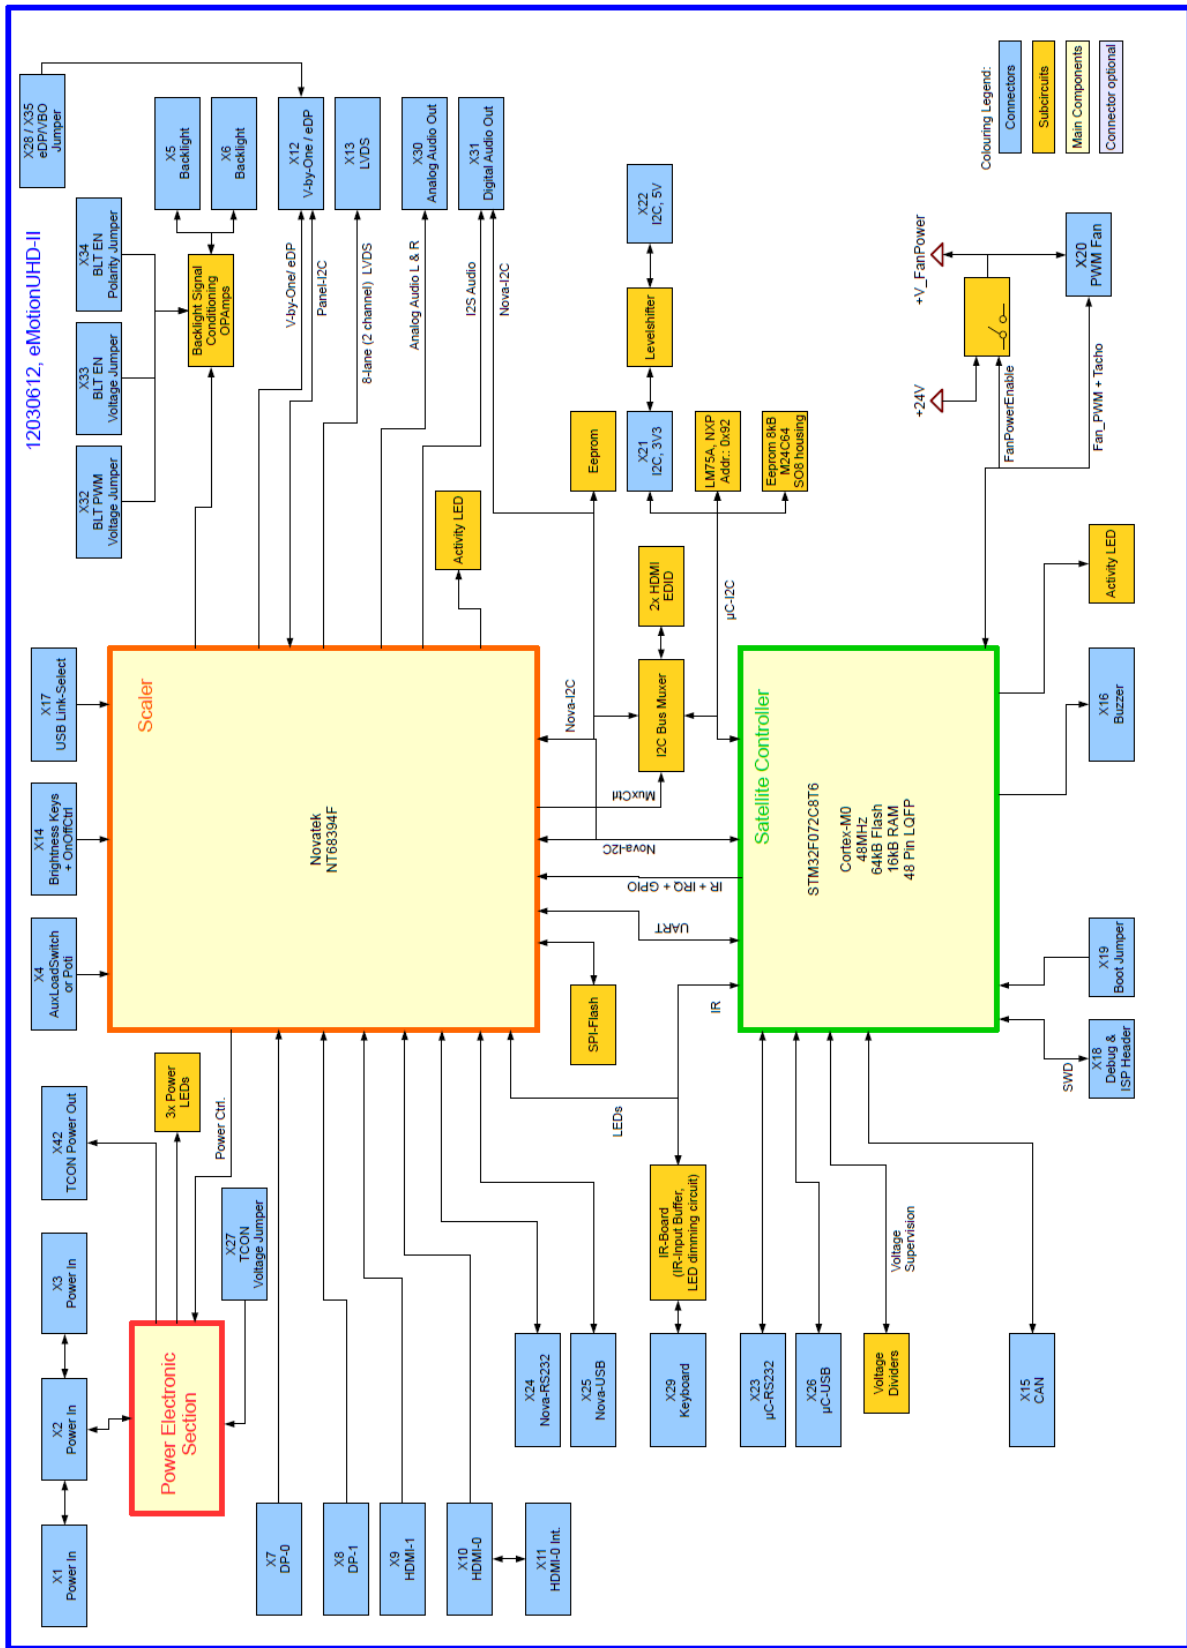 12030612, eMotionUHD-II
X1
Power In
X2
Power In
X3
Power In
X42
TCON Power Out
X4
AuxLoadSwitch
or Poti
X14
Brightness Keys
+ OnOffCtrl
X17
USB Link-Select
X32
BLT PWM
Voltage Jumper
X33
BLT EN
Voltage Jumper
X34
BLT EN
Polarity Jumper
X28 / X35
eDP/VBO
Jumper
Power Electronic
Section
3x Power
LEDs
Power Ctrl.
X27
TCON
Voltage Jumper
Backlight Signal
Conditioning
OPAmps
X5
Backlight
X6
Backlight
Scaler
Novatek
NT68394F
V-by-One/ eDP
Panel-I2C
X12
V-by-One / eDP
8-lane (2 channel) LVDS
X13
LVDS
Analog Audio L & R
X30
Analog Audio Out
I2S Audio
Nova-I2C
X31
Digital Audio Out
Activity LED
X7
DP-0
X8
DP-1
X9
HDMI-1
X10
HDMI-0
X11
HDMI-0 Int.
X24
Nova-RS232
X25
Nova-USB
SPI-Flash
LEDs
UART
IR + IRQ + GPIO
Nova-I2C
MuxCtrl
Nova-I2C
I2C Bus Muxer
2x HDMI
EDID
Eeprom
X21
I2C, 3V3
Levelshifter
X22
I2C, 5V
LM75A, NXP
Addr.: 0x92
Eeprom 8kB
M24C64
SO8 housing
µC-I2C
X29
Keyboard
IR-Board
(IR-Input Buffer,
LED dimming circuit)
IR
Satellite Controller
STM32F072C8T6
Cortex-M0
48MHz
64kB Flash
16kB RAM
48 Pin LQFP
X23
µC-RS232
X26
µC-USB
Voltage
Dividers
Voltage
Supervision
X15
CAN
SWD
X18
Debug &
ISP Header
X19
Boot Jumper
X16
Buzzer
Activity LED
+24V
+V_FanPower
FanPowerEnable
Fan_PWM + Tacho
X20
PWM Fan
Colouring Legend:
Connectors
Subcircuits
Main Components
Connector optional